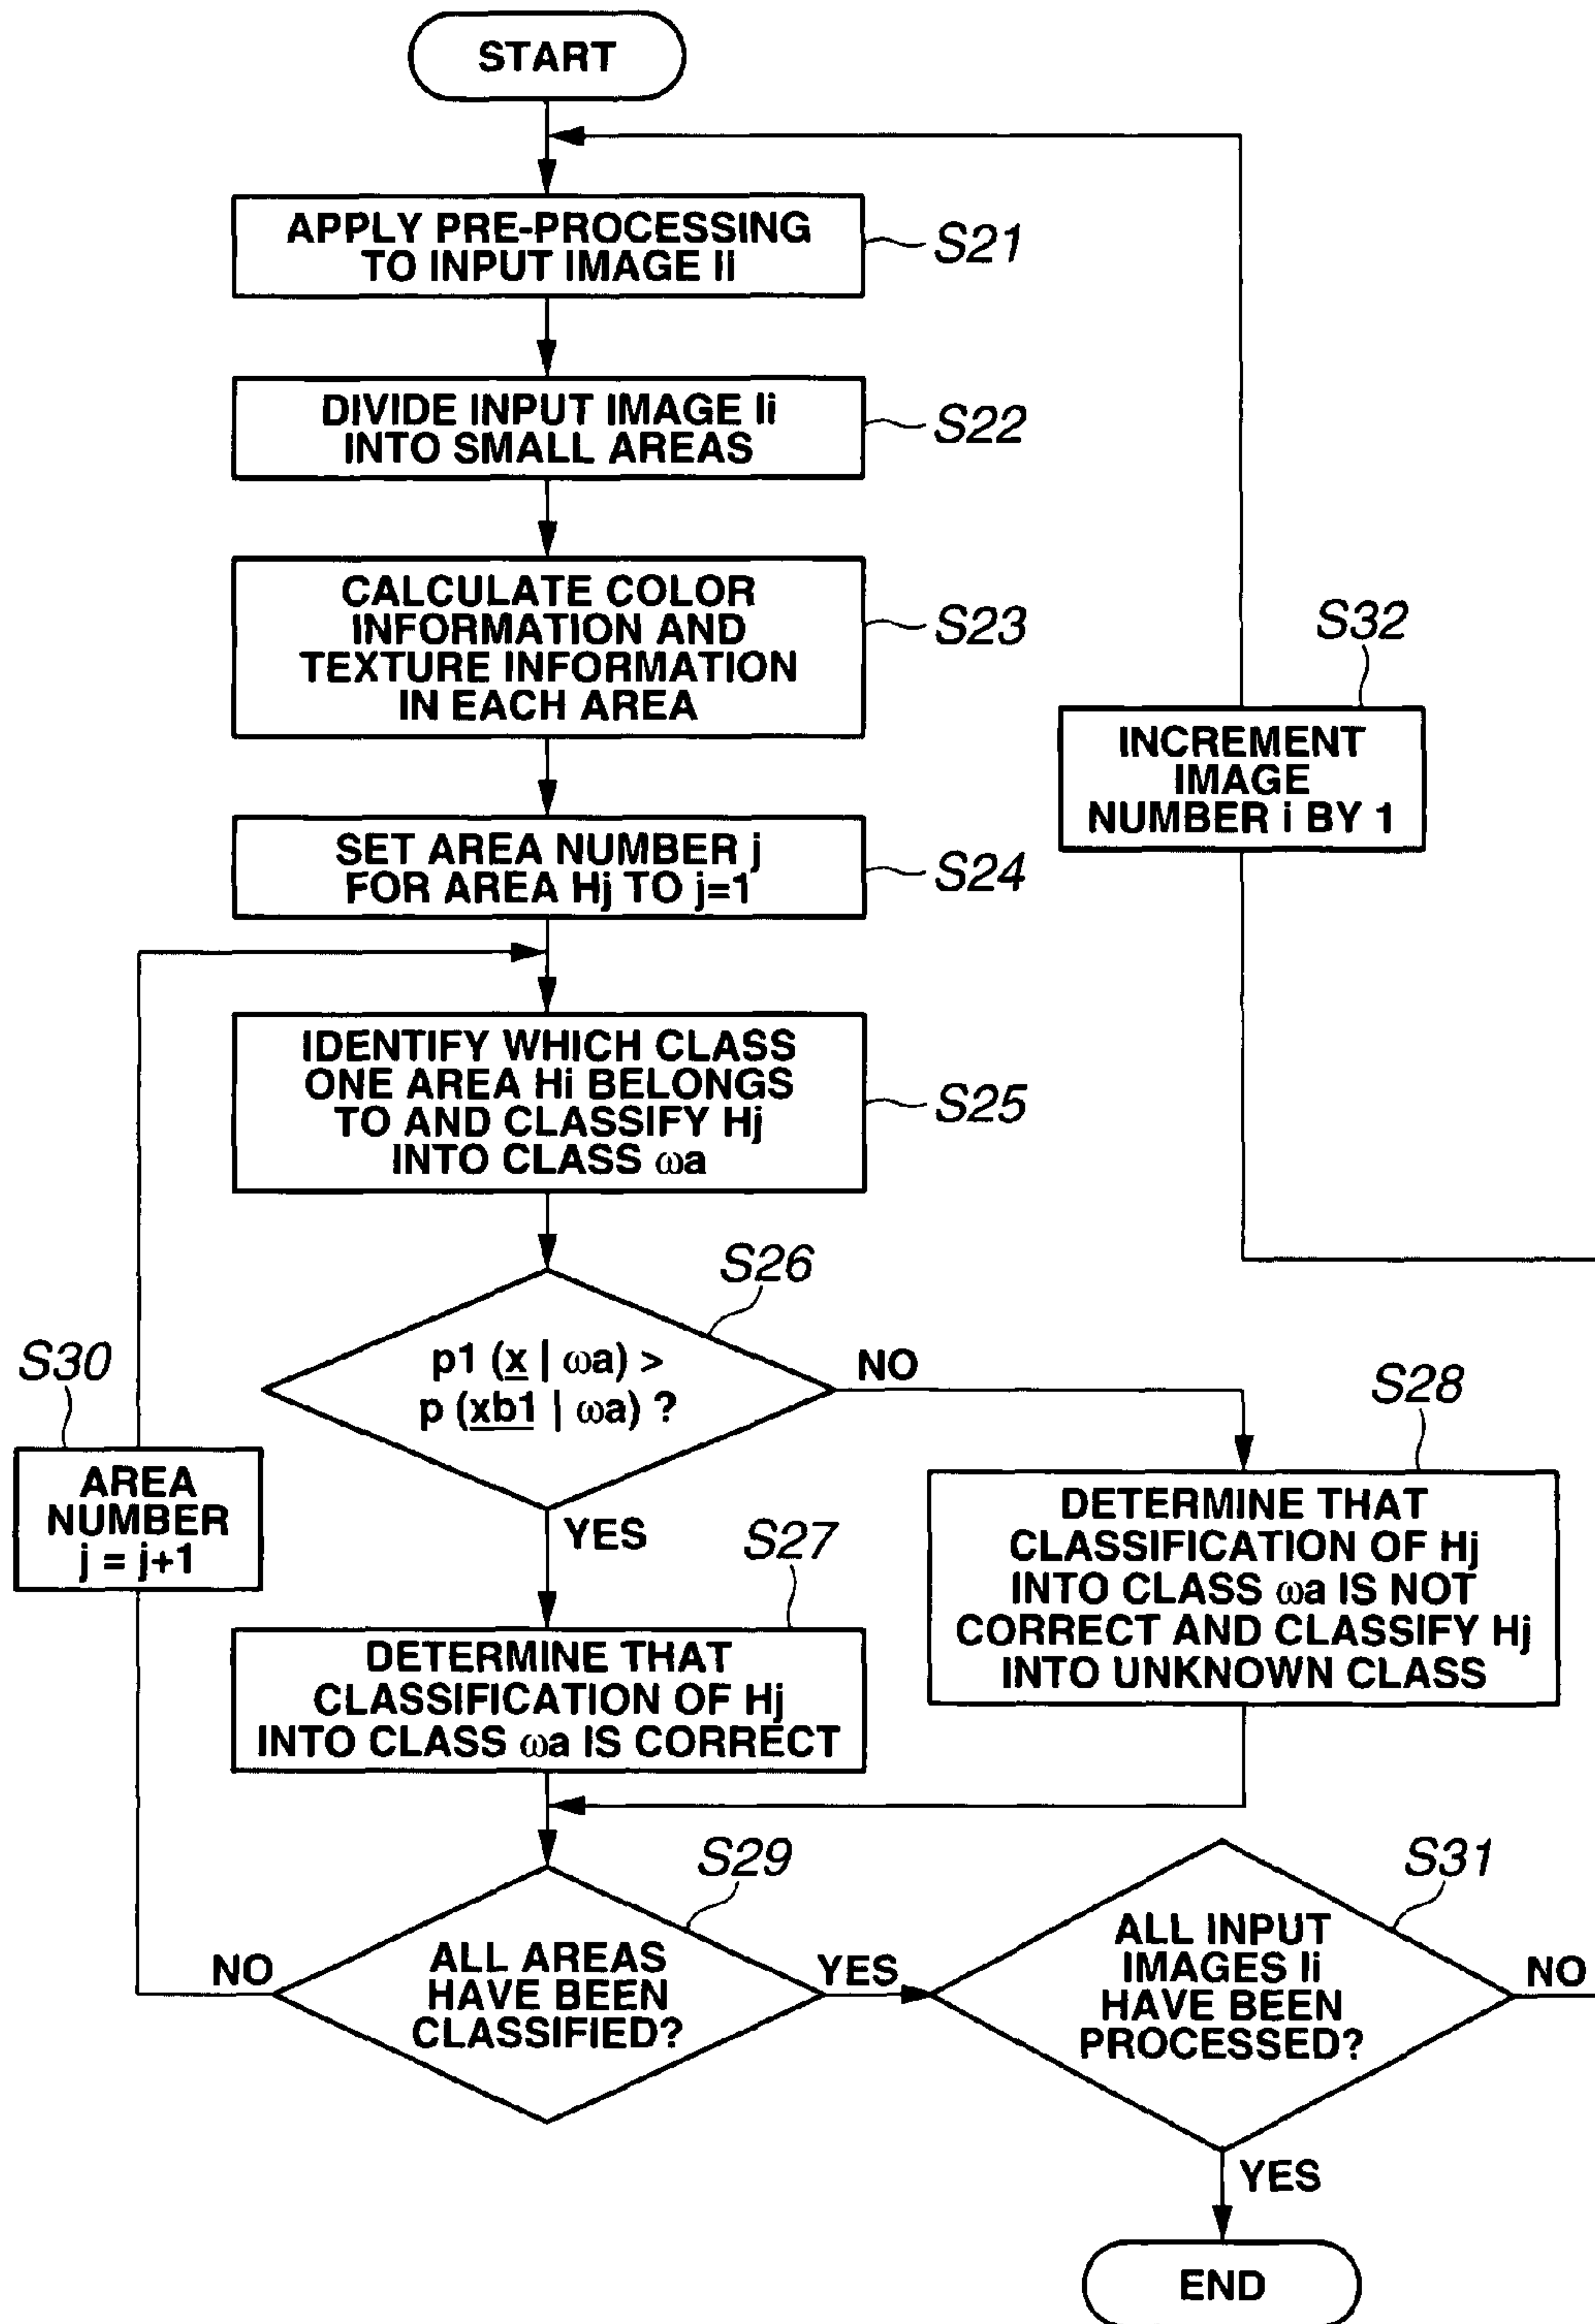 START
APPLY PRE-PROCESSING
TO INPUT IMAGE Ii
S21
DIVIDE INPUT IMAGE Ii
INTO SMALL AREAS
S22
CALCULATE COLOR
INFORMATION AND
TEXTURE INFORMATION
IN EACH AREA
S23
S32
INCREMENT
IMAGE
NUMBER i BY 1
SET AREA NUMBER j
FOR AREA Hj TO j=1
S24
IDENTIFY WHICH CLASS
ONE AREA Hi BELONGS
TO AND CLASSIFY Hj
INTO CLASS ωa
S25
S26
p1 (x | ωa) >
p (xb1 | ωa) ?
NO
YES
S30
AREA
NUMBER
j = j+1
S28
DETERMINE THAT
CLASSIFICATION OF Hj
INTO CLASS ωa IS NOT
CORRECT AND CLASSIFY Hj
INTO UNKNOWN CLASS
S27
DETERMINE THAT
CLASSIFICATION OF Hj
INTO CLASS ωa IS CORRECT
S29
ALL AREAS
HAVE BEEN
CLASSIFIED?
NO
YES
S31
ALL INPUT
IMAGES Ii
HAVE BEEN
PROCESSED?
NO
YES
END